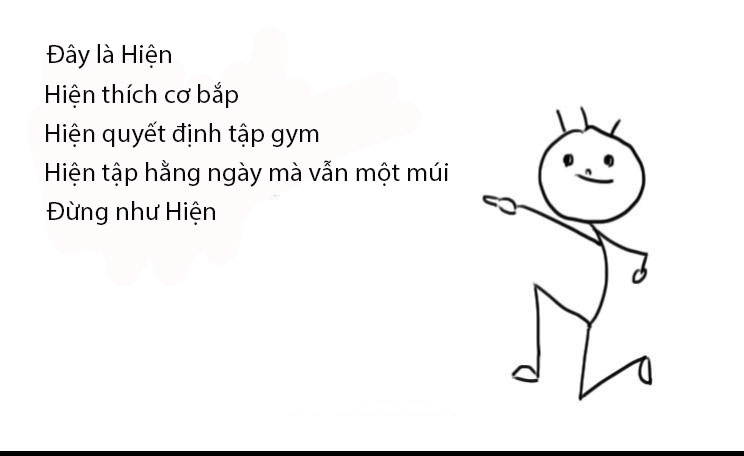 Đây là Hiện
Hiện thích cơ bắp
Hiện quyết định tập gym
Hiện tập hằng ngày mà vẫn một múi
Đừng như Hiện